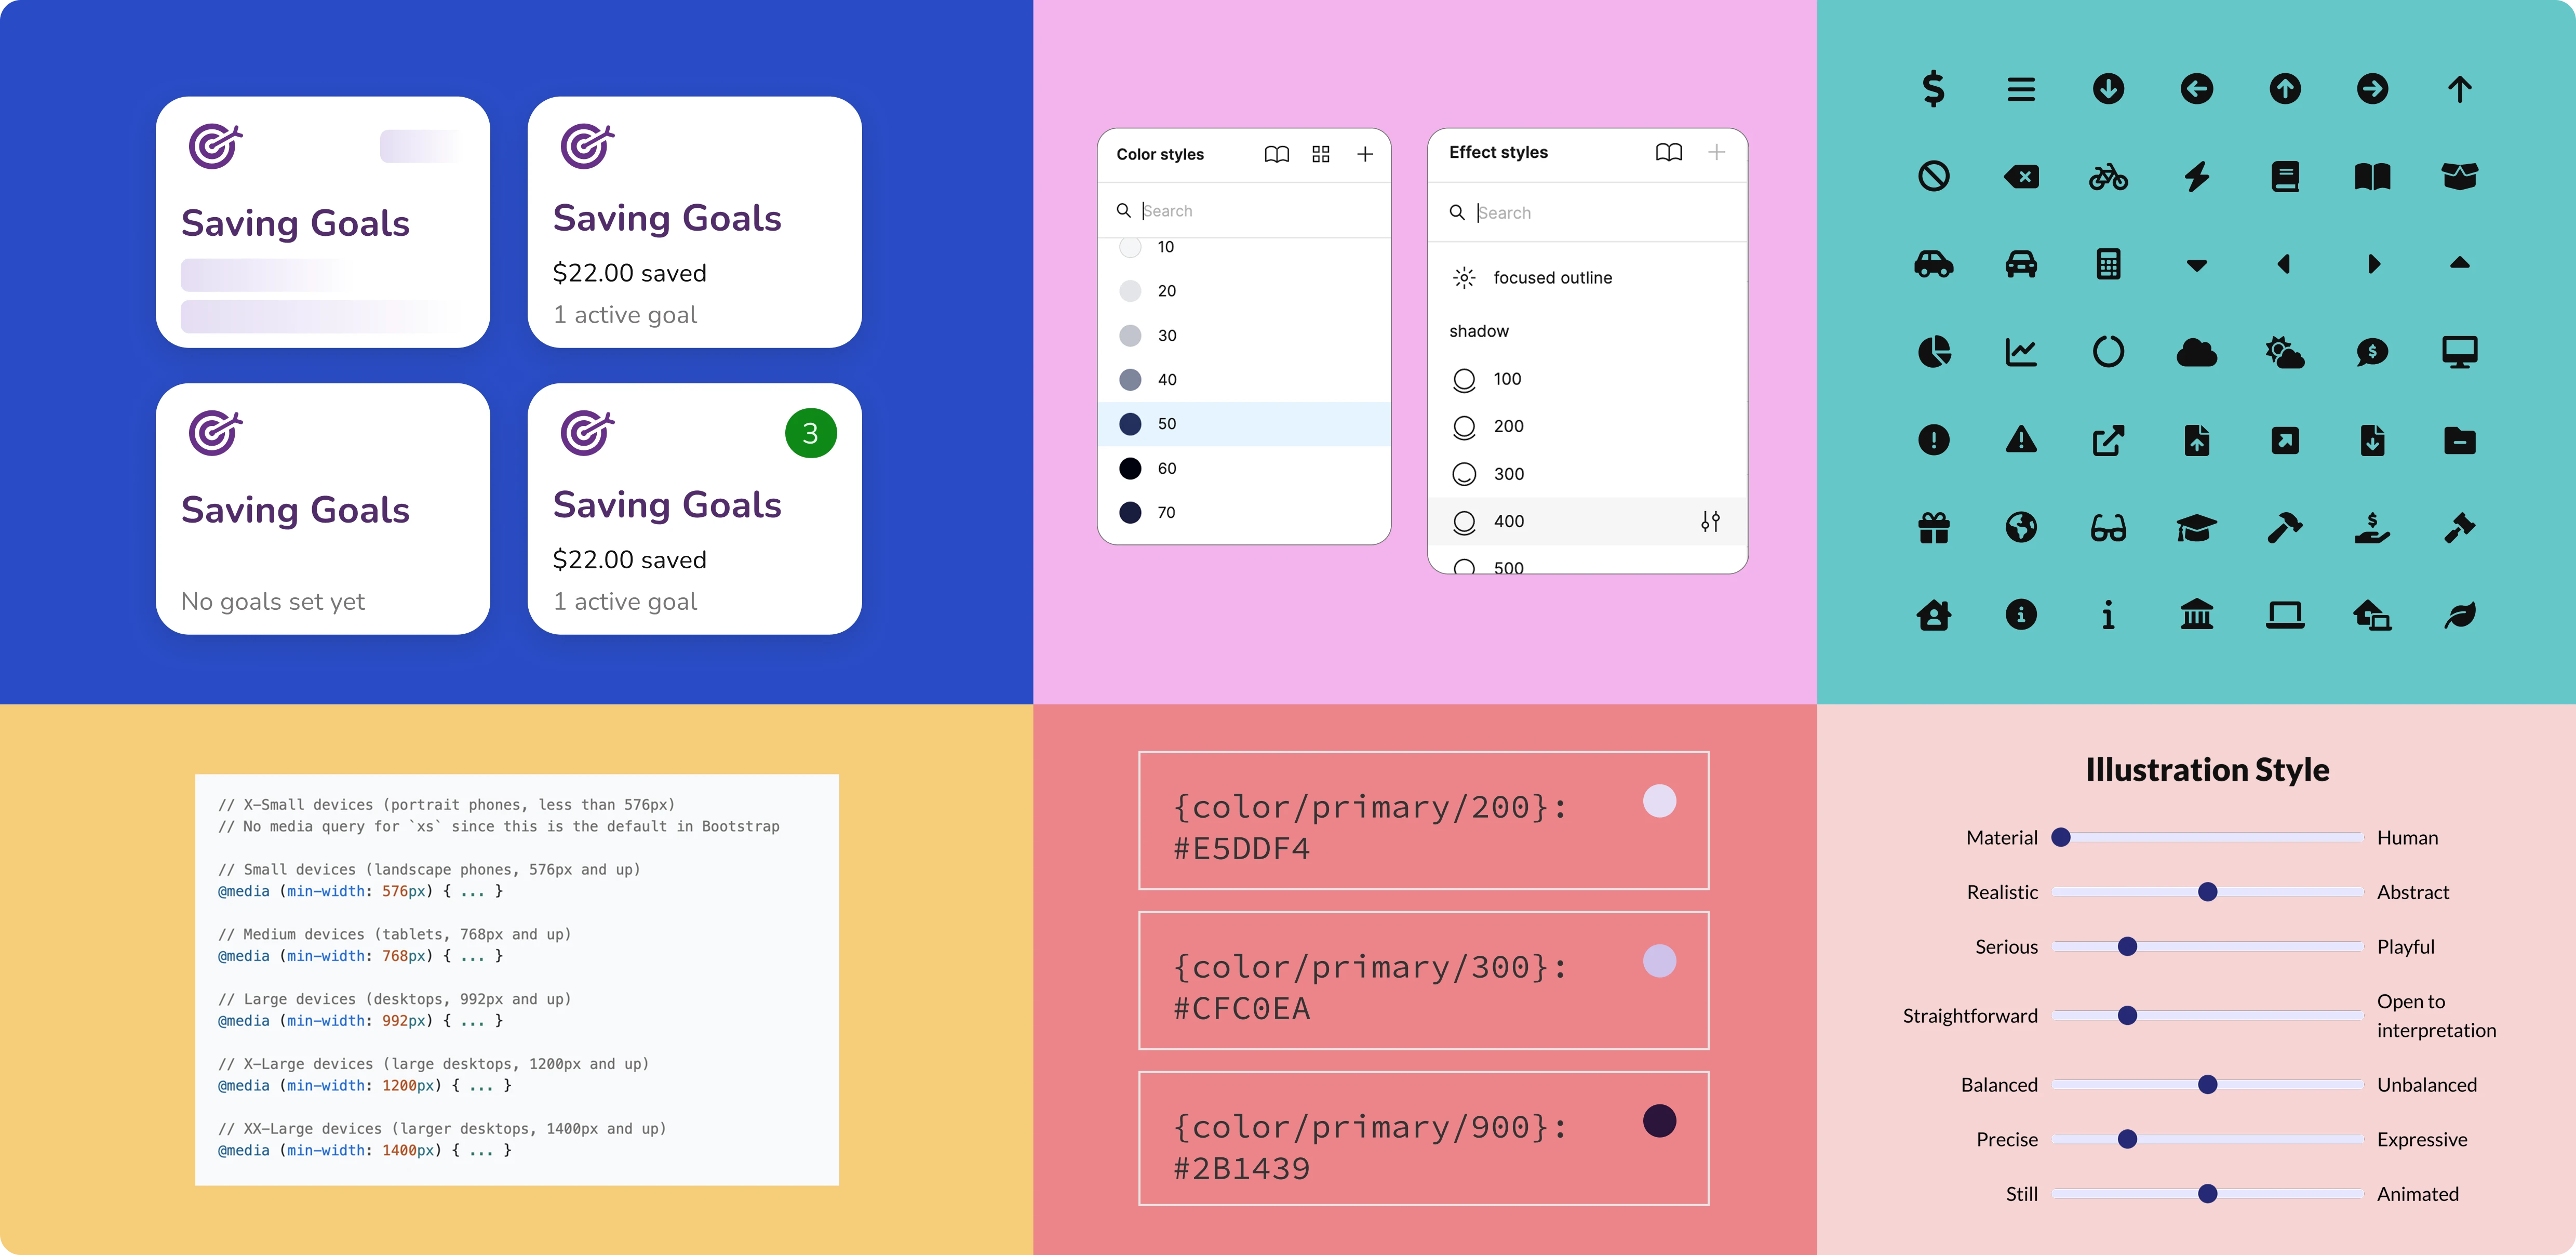 Saving Goals
Saving Goals
$22.00 saved
1 active goal
Saving Goals
No goals set yet
3
Saving Goals
$22.00 saved
1 active goal
Color styles
Search
10
20
30
40
50
60
70
Effect styles
Search
focused outline
shadow
100
200
300
400
500
// X-Small devices (portrait phones, less than 576px)
// No media query for `xs` since this is the default in Bootstrap
// Small devices (landscape phones, 576px and up)
@media (min-width: 576px) { ... }
// Medium devices (tablets, 768px and up)
@media (min-width: 768px) { ... }
// Large devices (desktops, 992px and up)
@media (min-width: 992px) { ... }
// X-Large devices (large desktops, 1200px and up)
@media (min-width: 1200px) { ... }
// XX-Large devices (larger desktops, 1400px and up)
@media (min-width: 1400px) { ... }
{color/primary/200}:
#E5DDF4
{color/primary/300}:
#CFC0EA
{color/primary/900}:
#2B1439
Illustration Style
Material Human
Realistic Abstract
Serious Playful
Straightforward Open to
interpretation
Balanced Unbalanced
Precise Expressive
Still Animated